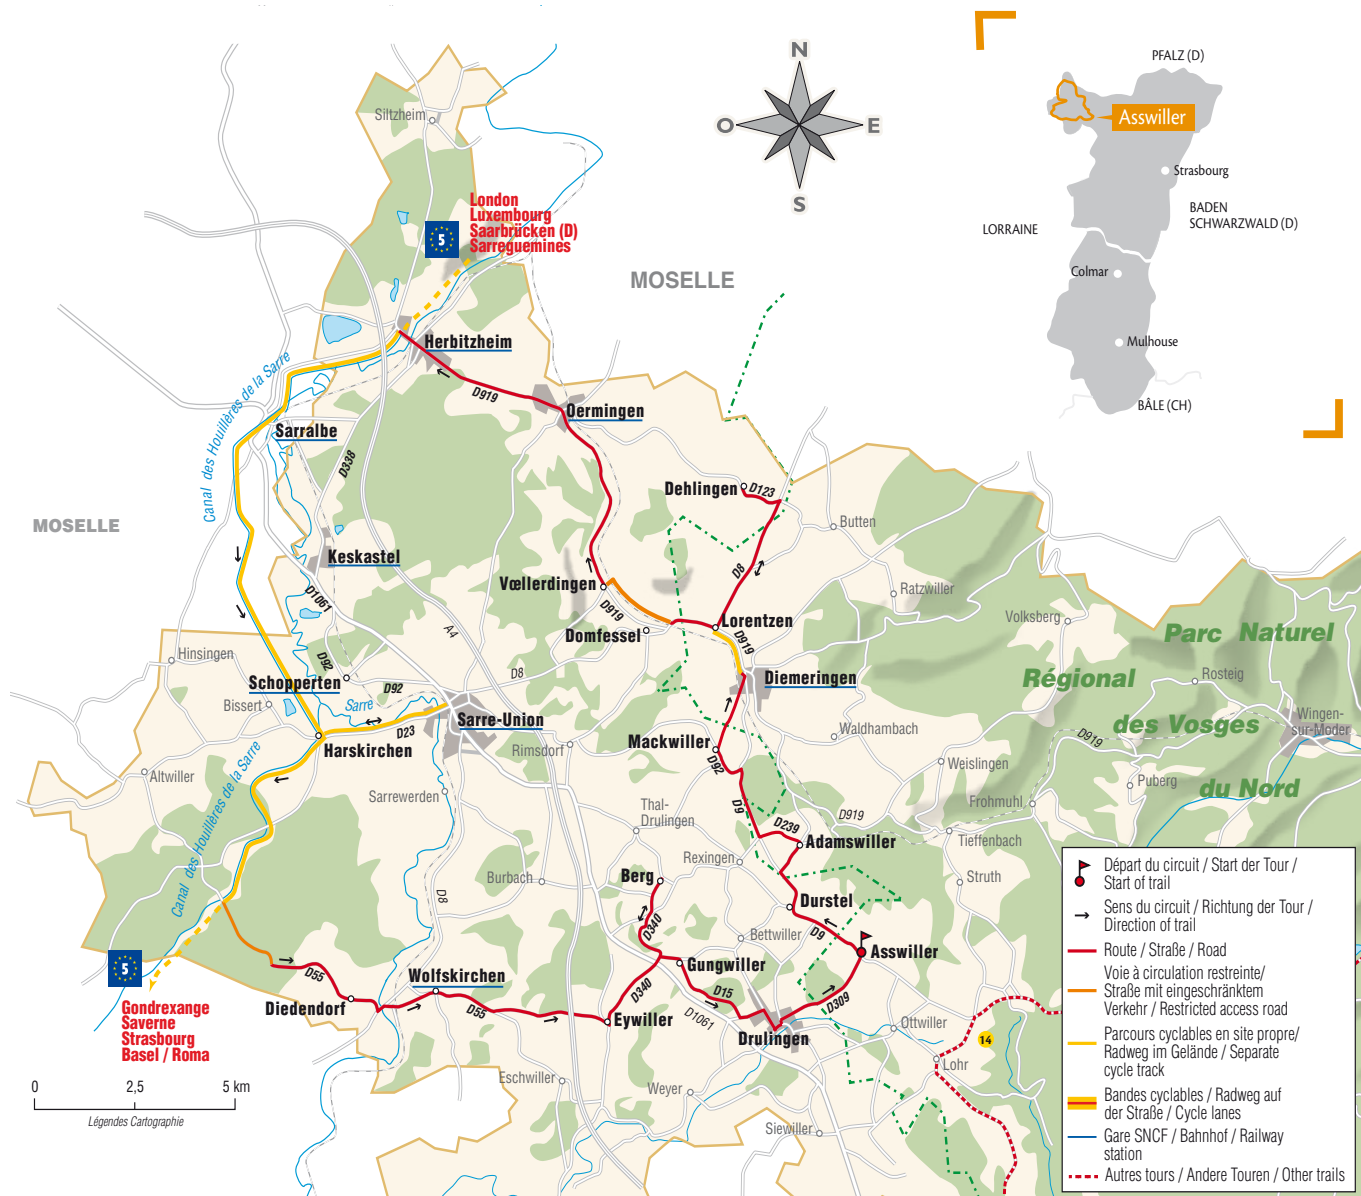 N
O
E
S
PFALZ (D)
Asswiller
Strasbourg
BADEN
SCHWARZWALD (D)
LORRAINE
Colmar
Mulhouse
BÂLE (CH)
Siltzheim
5
London
Luxembourg
Saarbrücken (D)
Sarreguemines
MOSELLE
Herbitzheim
D919
Oermingen
Canal des Houillères de la Sarre
Sarralbe
D338
Dehlingen
D123
Butten
MOSELLE
Keskastel
D8
Vœllerdingen
D1061
D919
Ratzwiller
Volksberg
Lorentzen
Domfessel
A4
D919
Parc Naturel
Régional
des Vosges
du Nord
Hinsingen
D92
D8
Diemeringen
Rosteig
Schopperten
D92
Bissert
Sarre
Sarre-Union
D23
Harskirchen
Rimsdorf
Mackwiller
Waldhambach
Wingen-
sur-Moder
D919
D92
Weislingen
Altwiller
Canal des Houillères de la Sarre
Sarrewerden
Puberg
Thal-
Drulingen
D9
Frohmuhl
D919
D239
Adamswiller
Tieffenbach
Rexingen
Berg
Burbach
D8
Struth
Durstel
D340
Bettwiller
D9
Asswiller
5
Gungwiller
D55
Wolfskirchen
D340
D15
Diedendorf
D55
D309
Eywiller
D1061
Drulingen
Ottwiller
14
Lohr
Gondrexange
Saverne
Strasbourg
Basel / Roma
Eschwiller
Weyer
Siewiller
0
2,5
5 km
Légendes Cartographie
Départ du circuit / Start der Tour /
Start of trail
Sens du circuit / Richtung der Tour /
Direction of trail
Route / Straße / Road
Voie à circulation restreinte/
Straße mit eingeschränktem
Verkehr / Restricted access road
Parcours cyclables en site propre/
Radweg im Gelände / Separate
cycle track
Bandes cyclables / Radweg auf
der Straße / Cycle lanes
Gare SNCF / Bahnhof / Railway
station
Autres tours / Andere Touren / Other trails